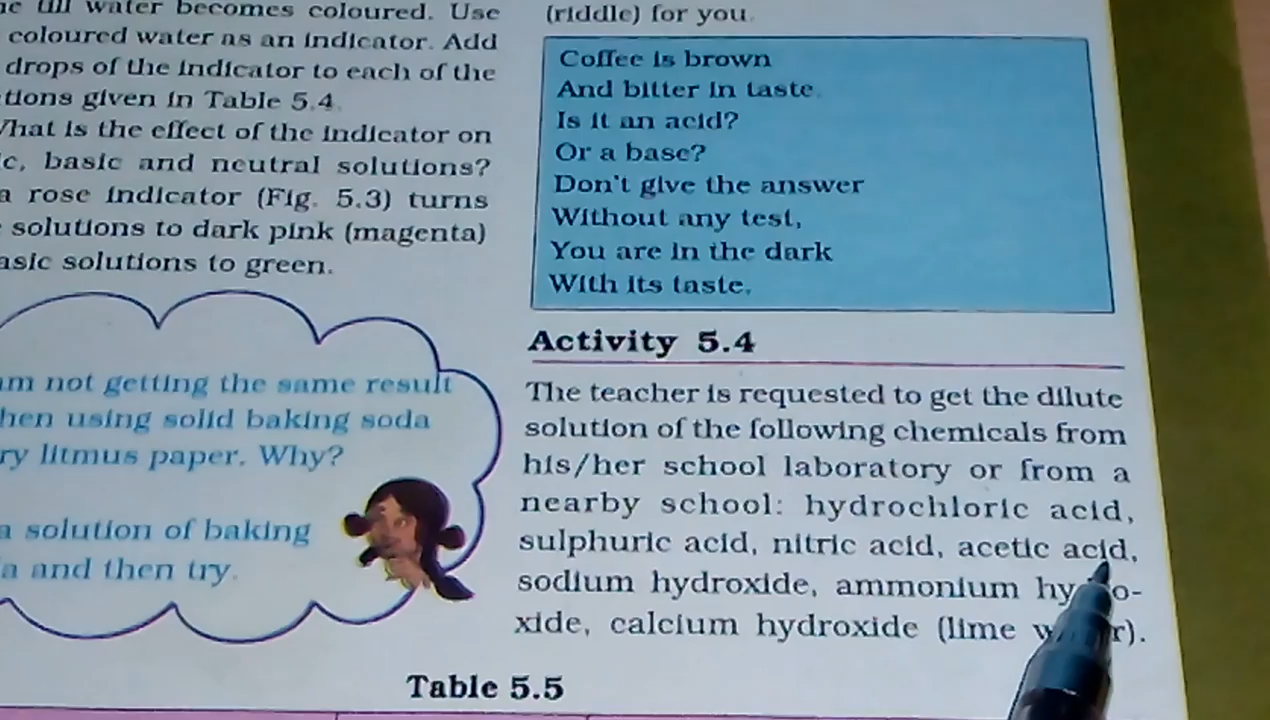 till water becomes coloured. Use
coloured water as an indicator. Add
drops of the indicator to each of the
given in Table 5.4.
What is the effect of the indicator on
basic and neutral solutions?
a rose indicator (Fig. 5.3) turns
solutions to dark pink (magenta)
solutions to green.
am not getting the same result
using solid baking soda
litmus paper. Why?
a solution of baking
and then try.
(riddle) for you.
Coffee is brown
And bitter in taste.
Is it an acid?
Or a base?
Don't give the answer
Without any test,
You are in the dark
With its taste.
Activity 5.4
The teacher is requested to get the dilute
solution of the following chemicals from
his/her school laboratory or from a
nearby school: hydrochloric acid,
sulphuric acid, nitric acid, acetic acid,
sodium hydroxide, ammonium
xide, calcium hydroxide (lime
Table 5.5